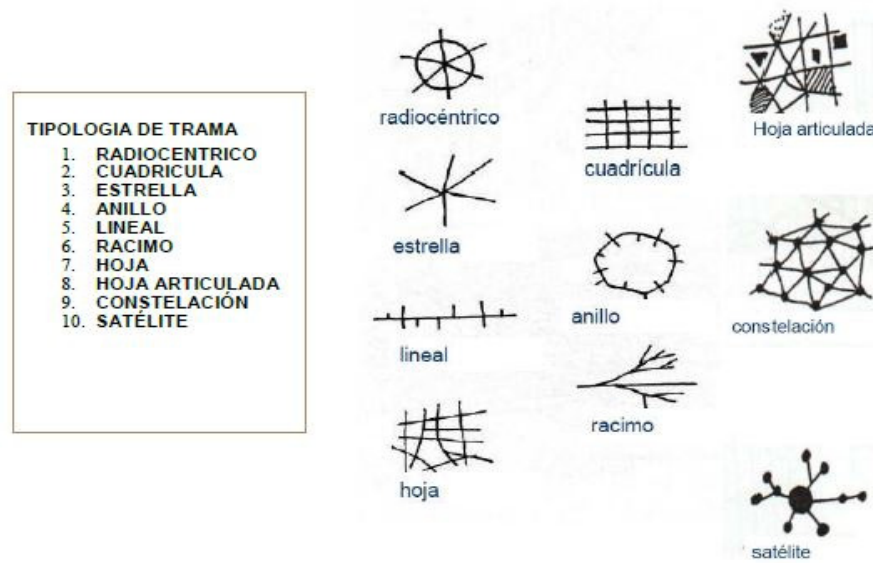 TIPOLOGIA DE TRAMA
1. RADIOCENTRICO
2. CUADRICULA
3. ESTRELLA
4. ANILLO
5. LINEAL
6. RACIMO
7. HOJA
8. HOJA ARTICULADA
9. CONSTELACIÓN
10. SATÉLITE
radiocéntrico
estrella
lineal
hoja
cuadrícula
anillo
racimo
Hoja articulada
constelación
satélite